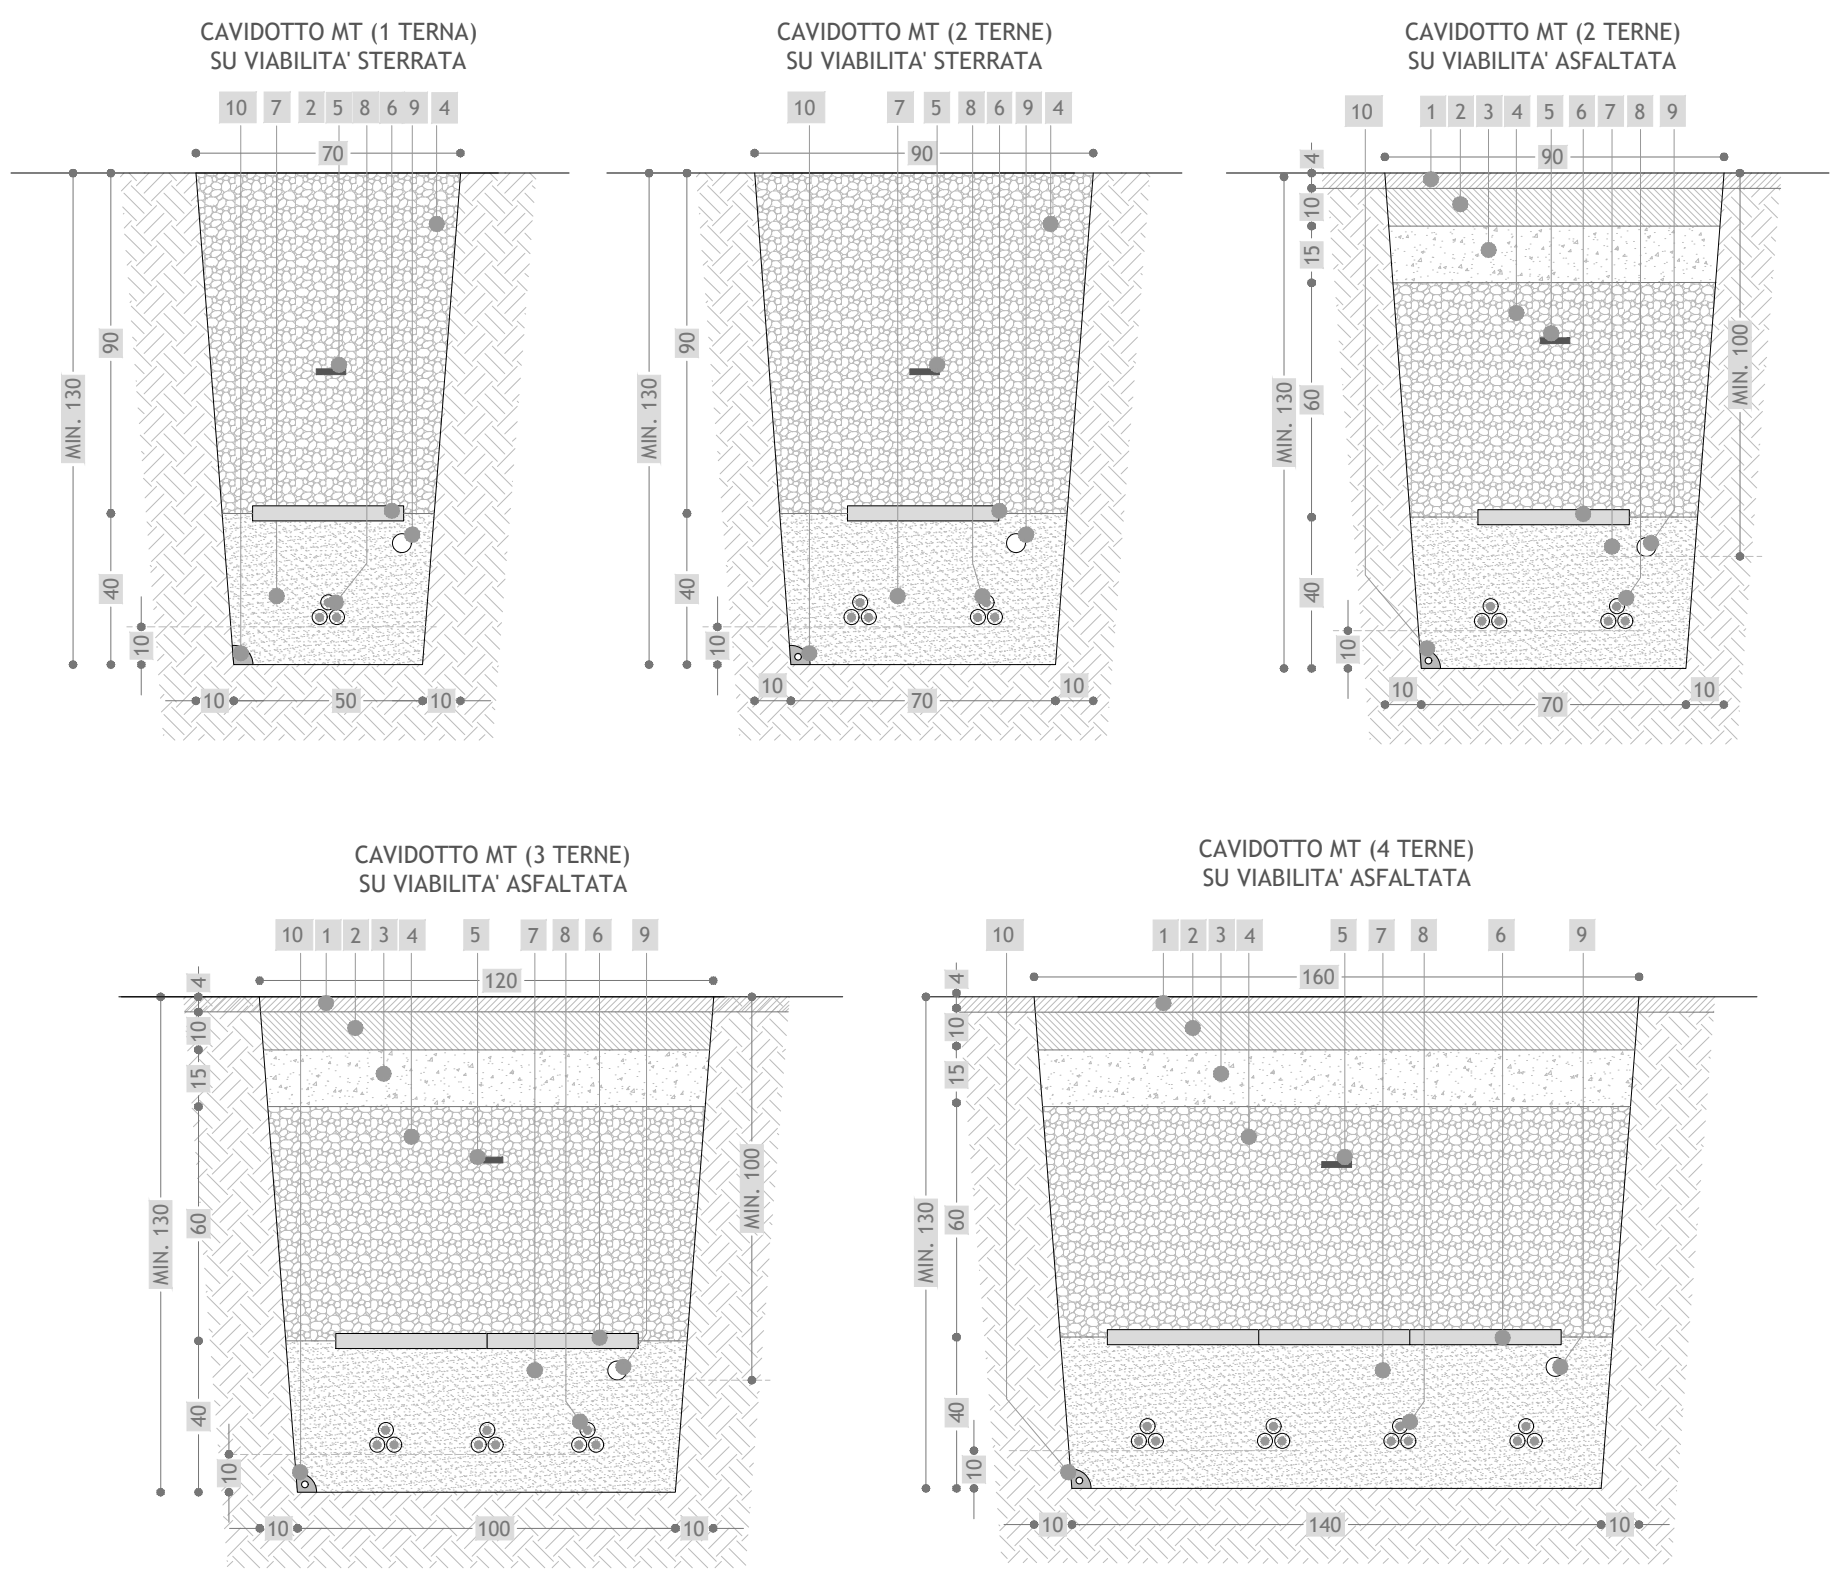 CAVIDOTTO MT (1 TERNA)
SU VIABILITA' STERRATA
10 7 2 5 8 6 9 4
70
90
MIN. 130
40
10
10 50 10
CAVIDOTTO MT (2 TERNE)
SU VIABILITA' STERRATA
10 7 5 8 6 9 4
90
90
MIN. 130
40
10
10 70 10
CAVIDOTTO MT (2 TERNE)
SU VIABILITA' ASFALTATA
10 1 2 3 4 5 6 7 8 9
4
90
10
15
MIN. 100
MIN. 130
60
40
10
10 70 10
CAVIDOTTO MT (3 TERNE)
SU VIABILITA' ASFALTATA
10 1 2 3 4 5 7 8 6 9
4
120
10
15
MIN. 100
MIN. 130
60
40
10
10 100 10
CAVIDOTTO MT (4 TERNE)
SU VIABILITA' ASFALTATA
10 1 2 3 4 5 7 8 6 9
4
160
10
15
MIN. 130
60
40
10
10 140 10